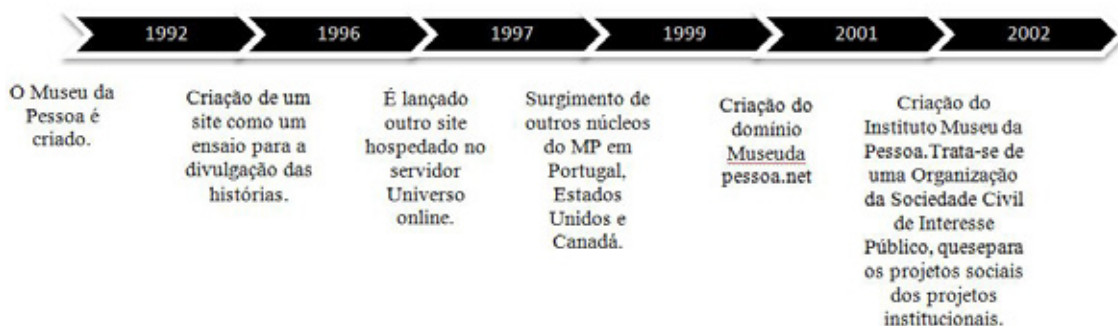 1992
1996
1997
1999
2001
2002
O Museu da
Pessoa é
criado.
Criação de um
site como um
ensaio para a
divulgação das
histórias.
É lançado
outro site
hospedado no
servidor
Universo
online.
Surgimento de
outros núcleos
do MP em
Portugal,
Estados
Unidos e
Canadá.
Criação do
domínio
Museuda
pessoa.net
Criação do
Instituto Museu da
Pessoa.Trata-se de
uma Organização
da Sociedade Civil
de Interesse
Público, quesepara
os projetos sociais
dos projetos
institucionais.